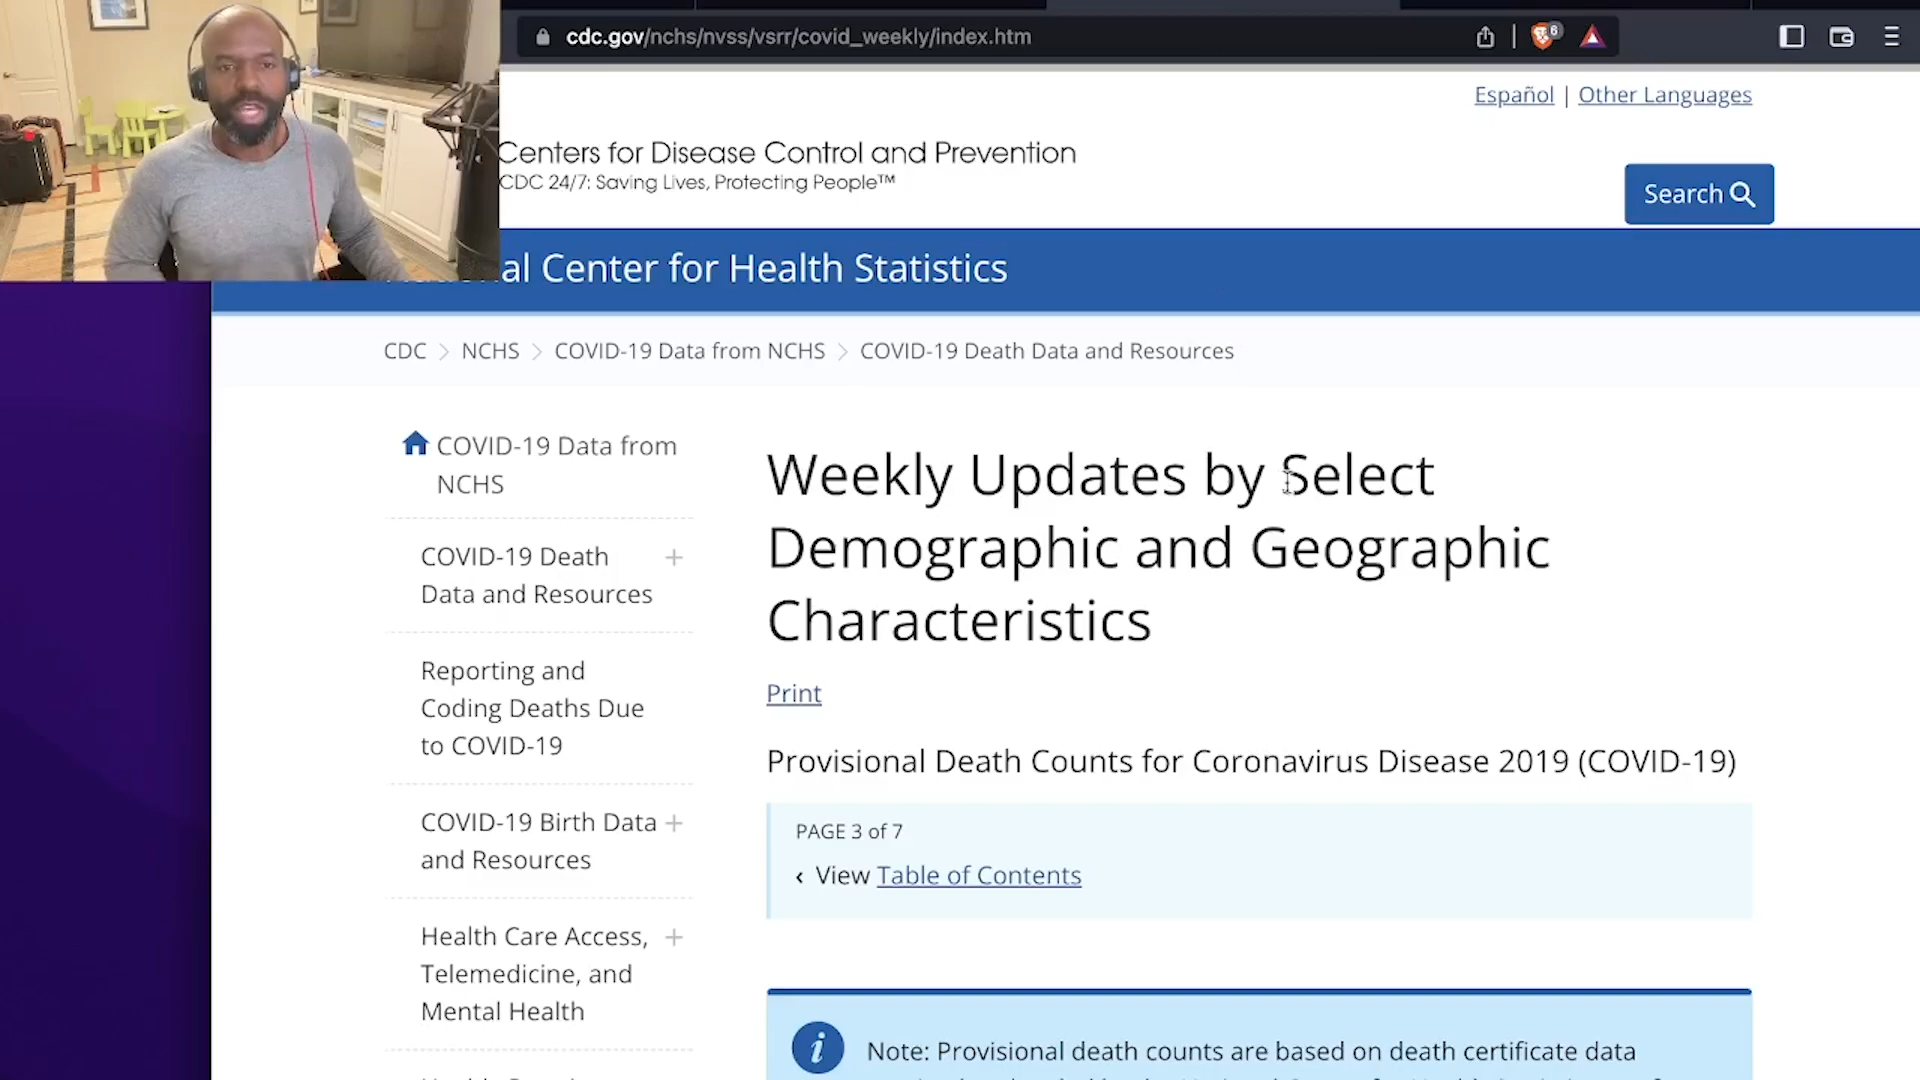 cdc.gov/nchs/nvss/vsrr/covid_weekly/index.htm
6
Español | Other Languages
Centers for Disease Control and Prevention
CDC 24/7: Saving Lives, Protecting People™
Search
al Center for Health Statistics
CDC > NCHS > COVID-19 Data from NCHS > COVID-19 Death Data and Resources
COVID-19 Data from
NCHS
COVID-19 Death +
Data and Resources
Reporting and
Coding Deaths Due
to COVID-19
COVID-19 Birth Data +
and Resources
Health Care Access, +
Telemedicine, and
Mental Health
Weekly Updates by Select
Demographic and Geographic
Characteristics
Print
Provisional Death Counts for Coronavirus Disease 2019 (COVID-19)
PAGE 3 of 7
‹ View Table of Contents
i
Note: Provisional death counts are based on death certificate data